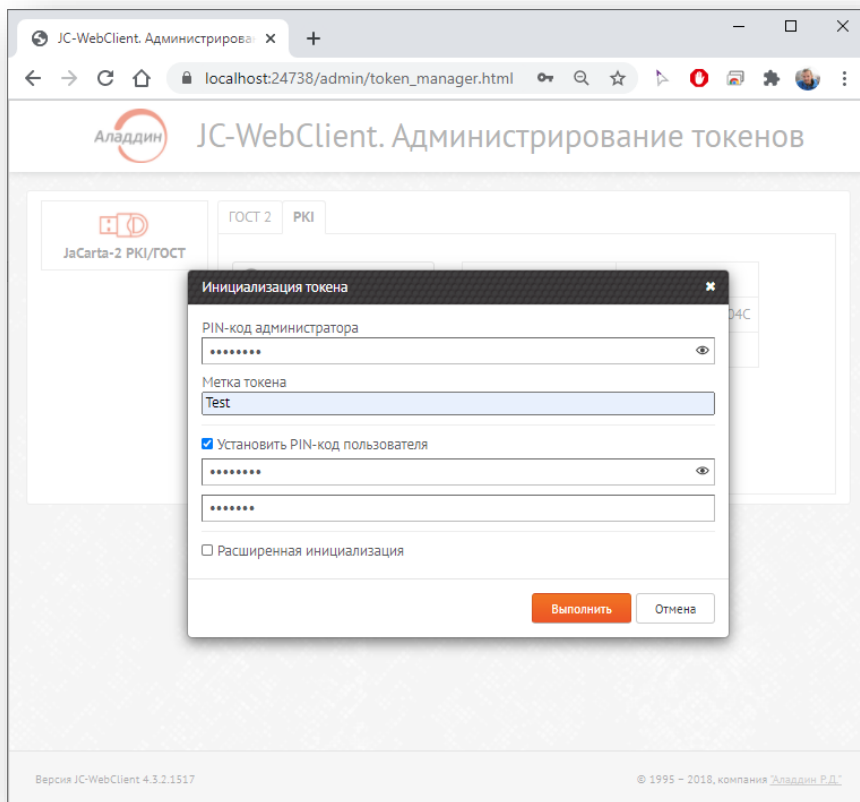 JC-WebClient. Администрирова
localhost:24738/admin/token_manager.html
Аладдин
JC-WebClient. Администрирование токенов
JaCarta-2 PKI/ГОСТ
ГОСТ 2
PKI
04C
Инициализация токена
PIN-код администратора
••••••••
Метка токена
Test
Установить PIN-код пользователя
••••••••
•••••••
Расширенная инициализация
Выполнить
Отмена
Версия JC-WebClient 4.3.2.1517
© 1995 – 2018, компания "Аладдин Р.Д."